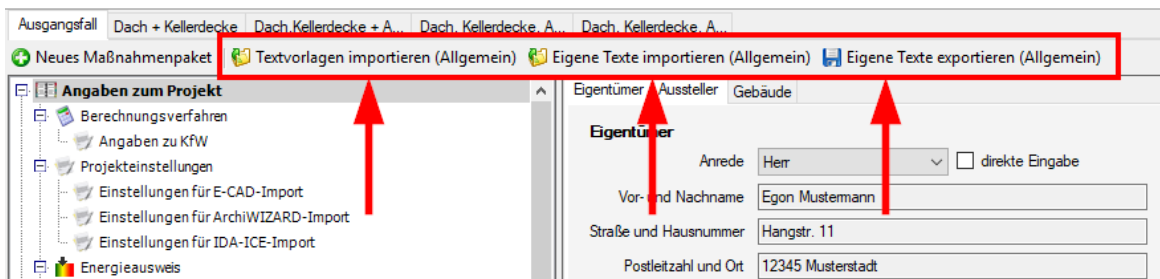 Ausgangsfall Dach + Kellerdecke Dach,Kellerdecke + A... Dach, Kellerdecke, A... Dach, Kellerdecke, A...
Neues Maßnahmenpaket Textvorlagen importieren (Allgemein) Eigene Texte importieren (Allgemein) Eigene Texte exportieren (Allgemein)
Angaben zum Projekt
Berechnungsverfahren
Angaben zu KfW
Projekteinstellungen
Einstellungen für E-CAD-Import
Einstellungen für ArchiWIZARD-Import
Einstellungen für IDA-ICE-Import
Energieausweis
Eigentümer Aussteller Gebäude
Eigentümer
Anrede Herr direkte Eingabe
Vor- und Nachname Egon Mustermann
Straße und Hausnummer Hangstr. 11
Postleitzahl und Ort 12345 Musterstadt